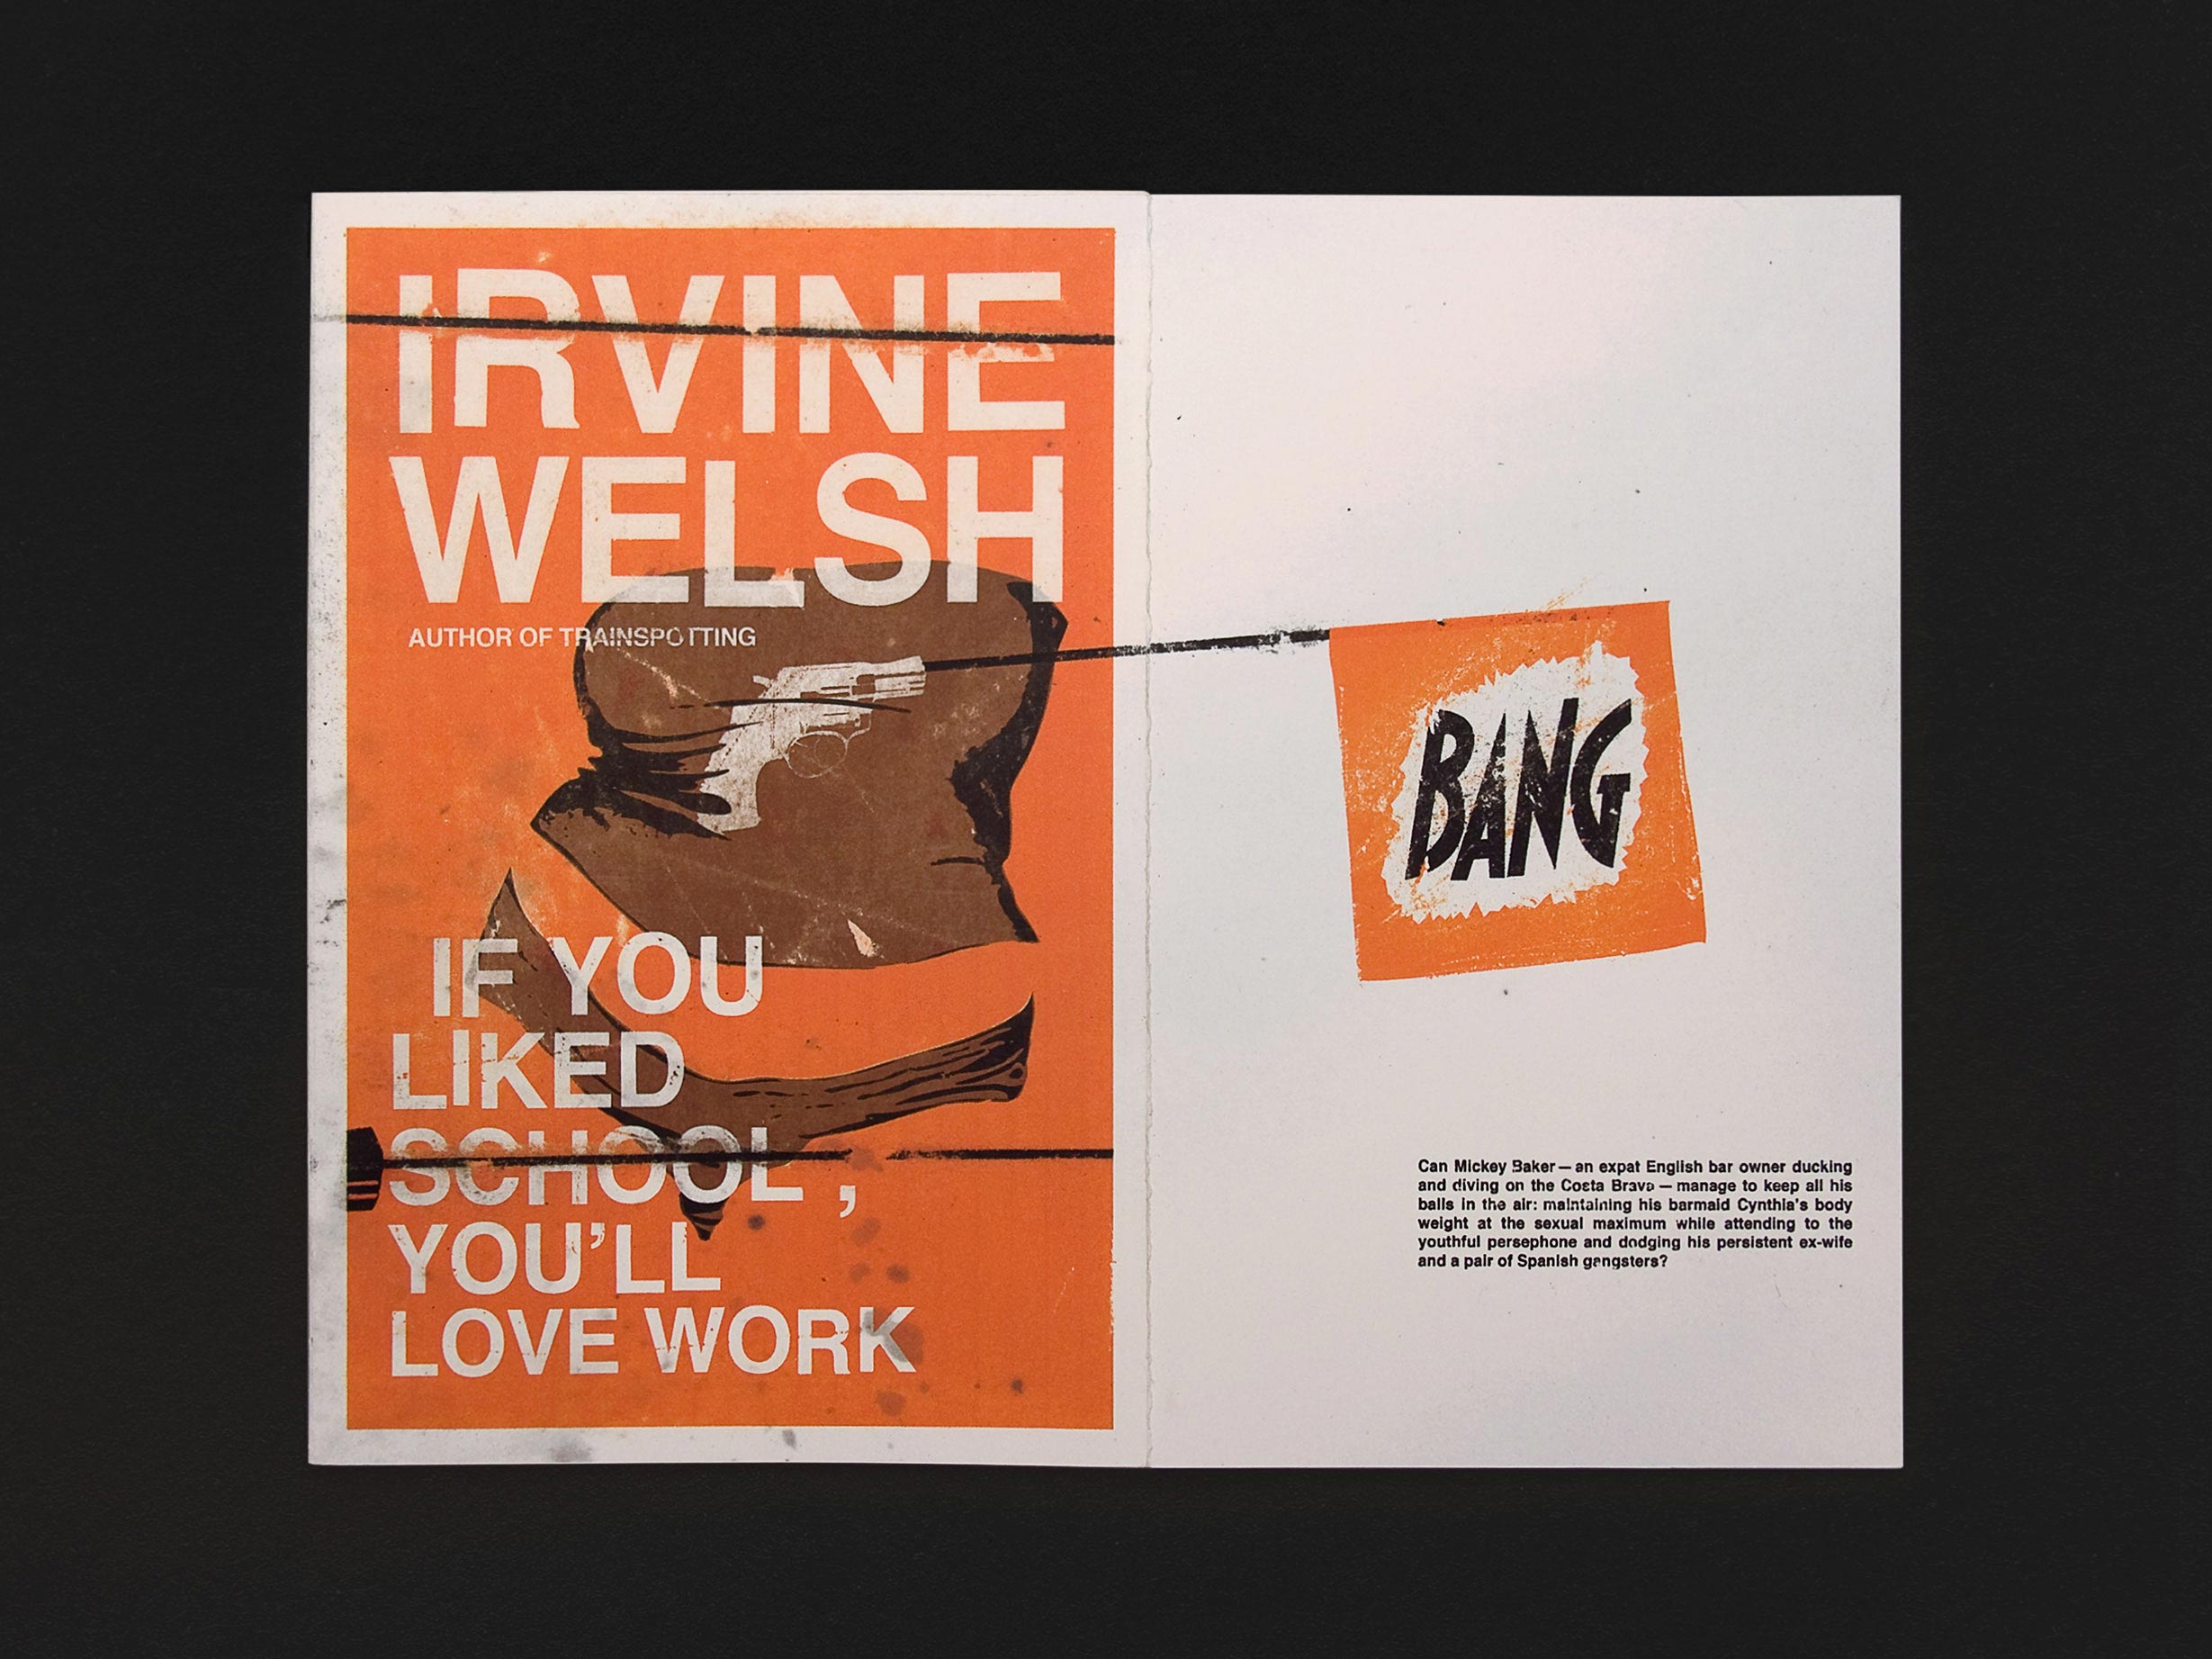 IRVINE
WELSH
AUTHOR OF TRAINSPOTTING
IF YOU
LIKED
SCHOOL ,
YOU'LL
LOVE WORK
BANG
Can Mickey Baker — an expat English bar owner ducking
and diving on the Costa Brava — manage to keep all his
balls in the air: maintaining his barmaid Cynthia's body
weight at the sexual maximum while attending to the
youthful persephone and dodging his persistent ex-wife
and a pair of Spanish gangsters?